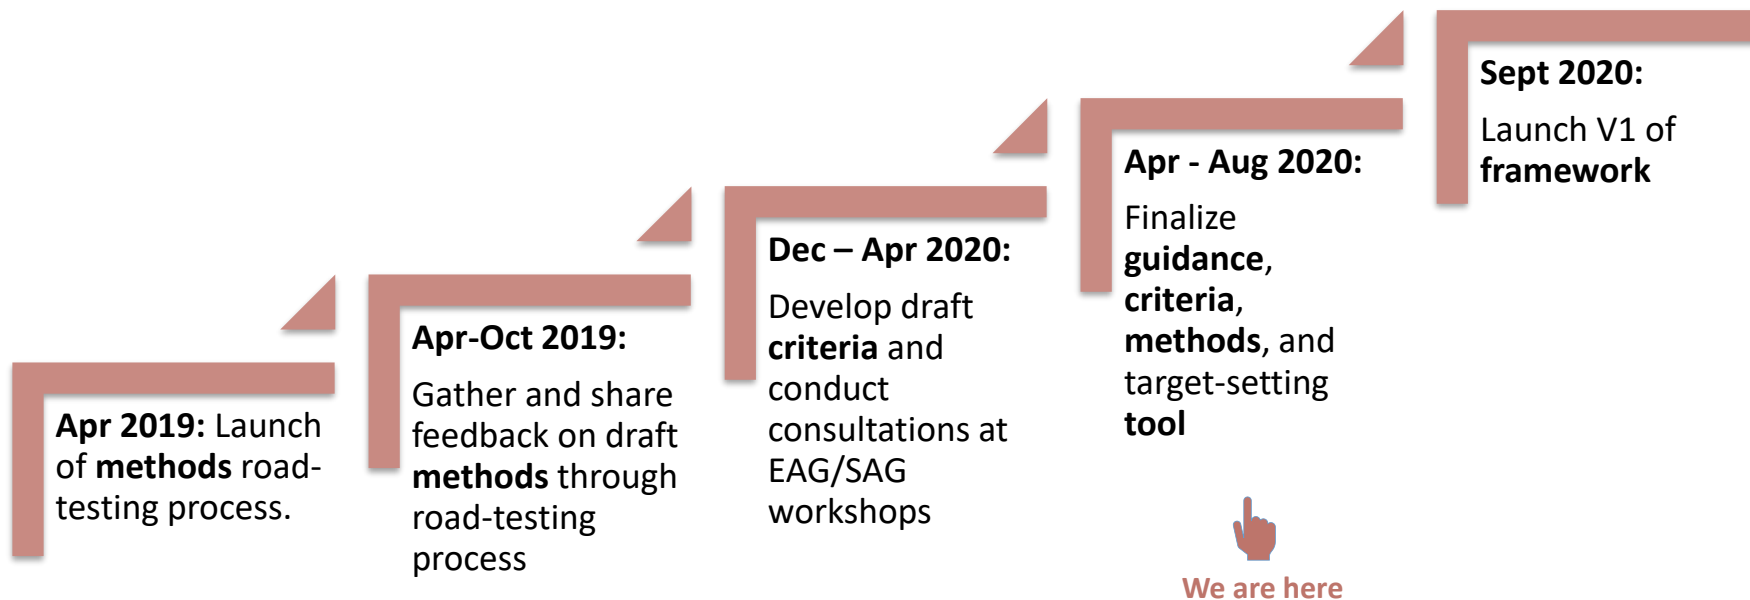 Apr 2019: Launch
of methods road-
testing process.
Apr-Oct 2019:
Gather and share
feedback on draft
methods through
road-testing
process
Dec – Apr 2020:
Develop draft
criteria and
conduct
consultations at
EAG/SAG
workshops
Apr - Aug 2020:
Finalize
guidance,
criteria,
methods, and
target-setting
tool
We are here
Sept 2020:
Launch V1 of
framework